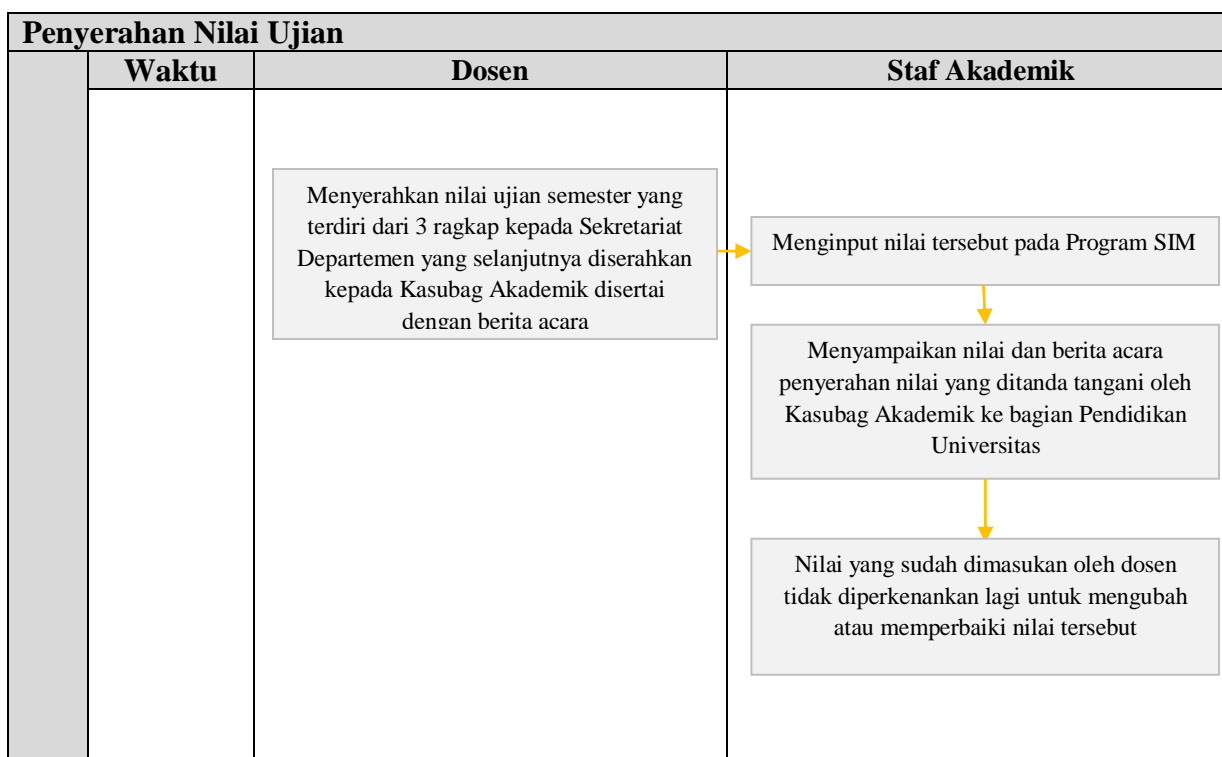 Penyerahan Nilai Ujian
Waktu
Dosen
Staf Akademik
Menyerahkan nilai ujian semester yang
terdiri dari 3 ragkap kepada Sekretariat
Departemen yang selanjutnya diserahkan
kepada Kasubag Akademik disertai
dengan berita acara
Menginput nilai tersebut pada Program SIM
Menyampaikan nilai dan berita acara
penyerahan nilai yang ditanda tangani oleh
Kasubag Akademik ke bagian Pendidikan
Universitas
Nilai yang sudah dimasukan oleh dosen
tidak diperkenankan lagi untuk mengubah
atau memperbaiki nilai tersebut